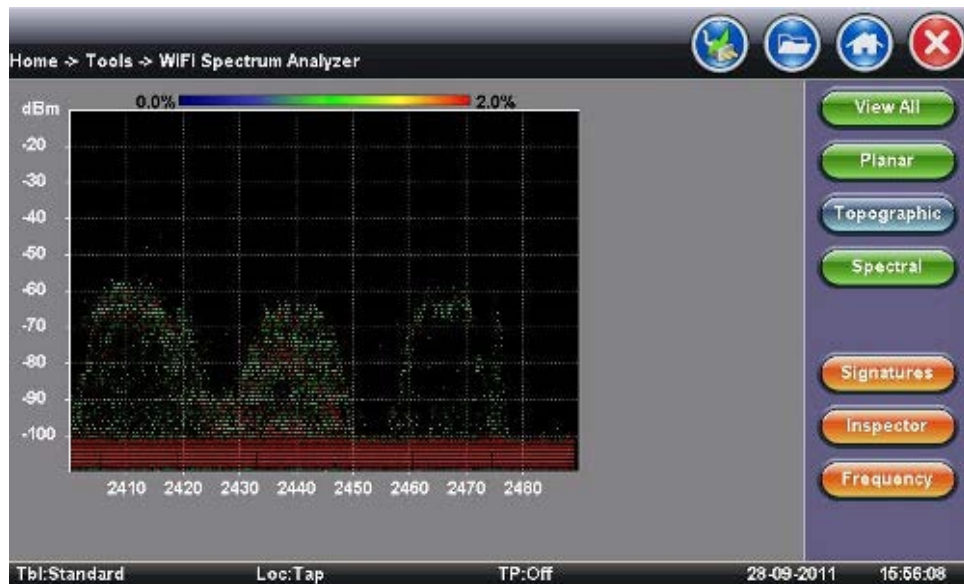 Home -> Tools -> WIFI Spectrum Analyzer
dBm
0.0%
2.0%
-20
-30
-40
-50
-60
-70
-80
-90
-100
2410 2420 2430 2440 2450 2460 2470 2480
View All
Planar
Topographic
Spectral
Signatures
Inspector
Frequency
Tbl:Standard Loc:Tap TP:Off 28-09-2011 15:56:08